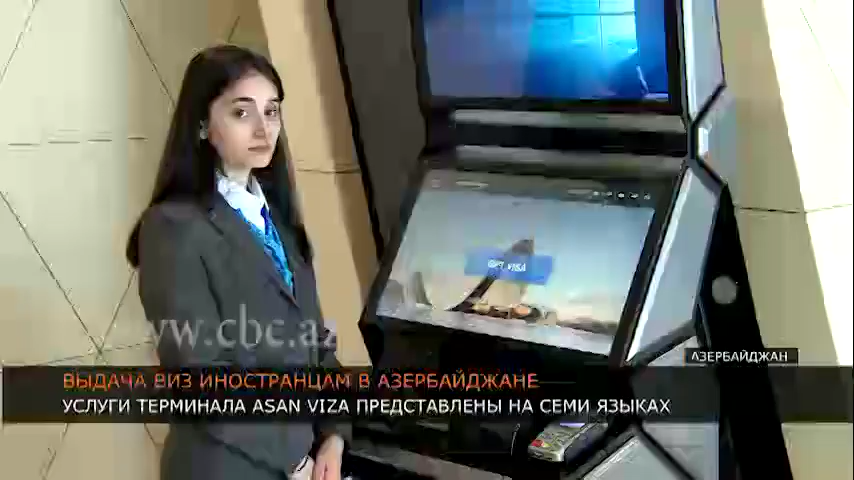 GET VISA
www.cbc.az
АЗЕРБАЙДЖАН
ВЫДАЧА ВИЗ ИНОСТРАНЦАМ В АЗЕРБАЙДЖАНЕ
УСЛУГИ ТЕРМИНАЛА ASAN VIZA ПРЕДСТАВЛЕНЫ НА СЕМИ ЯЗЫКАХ